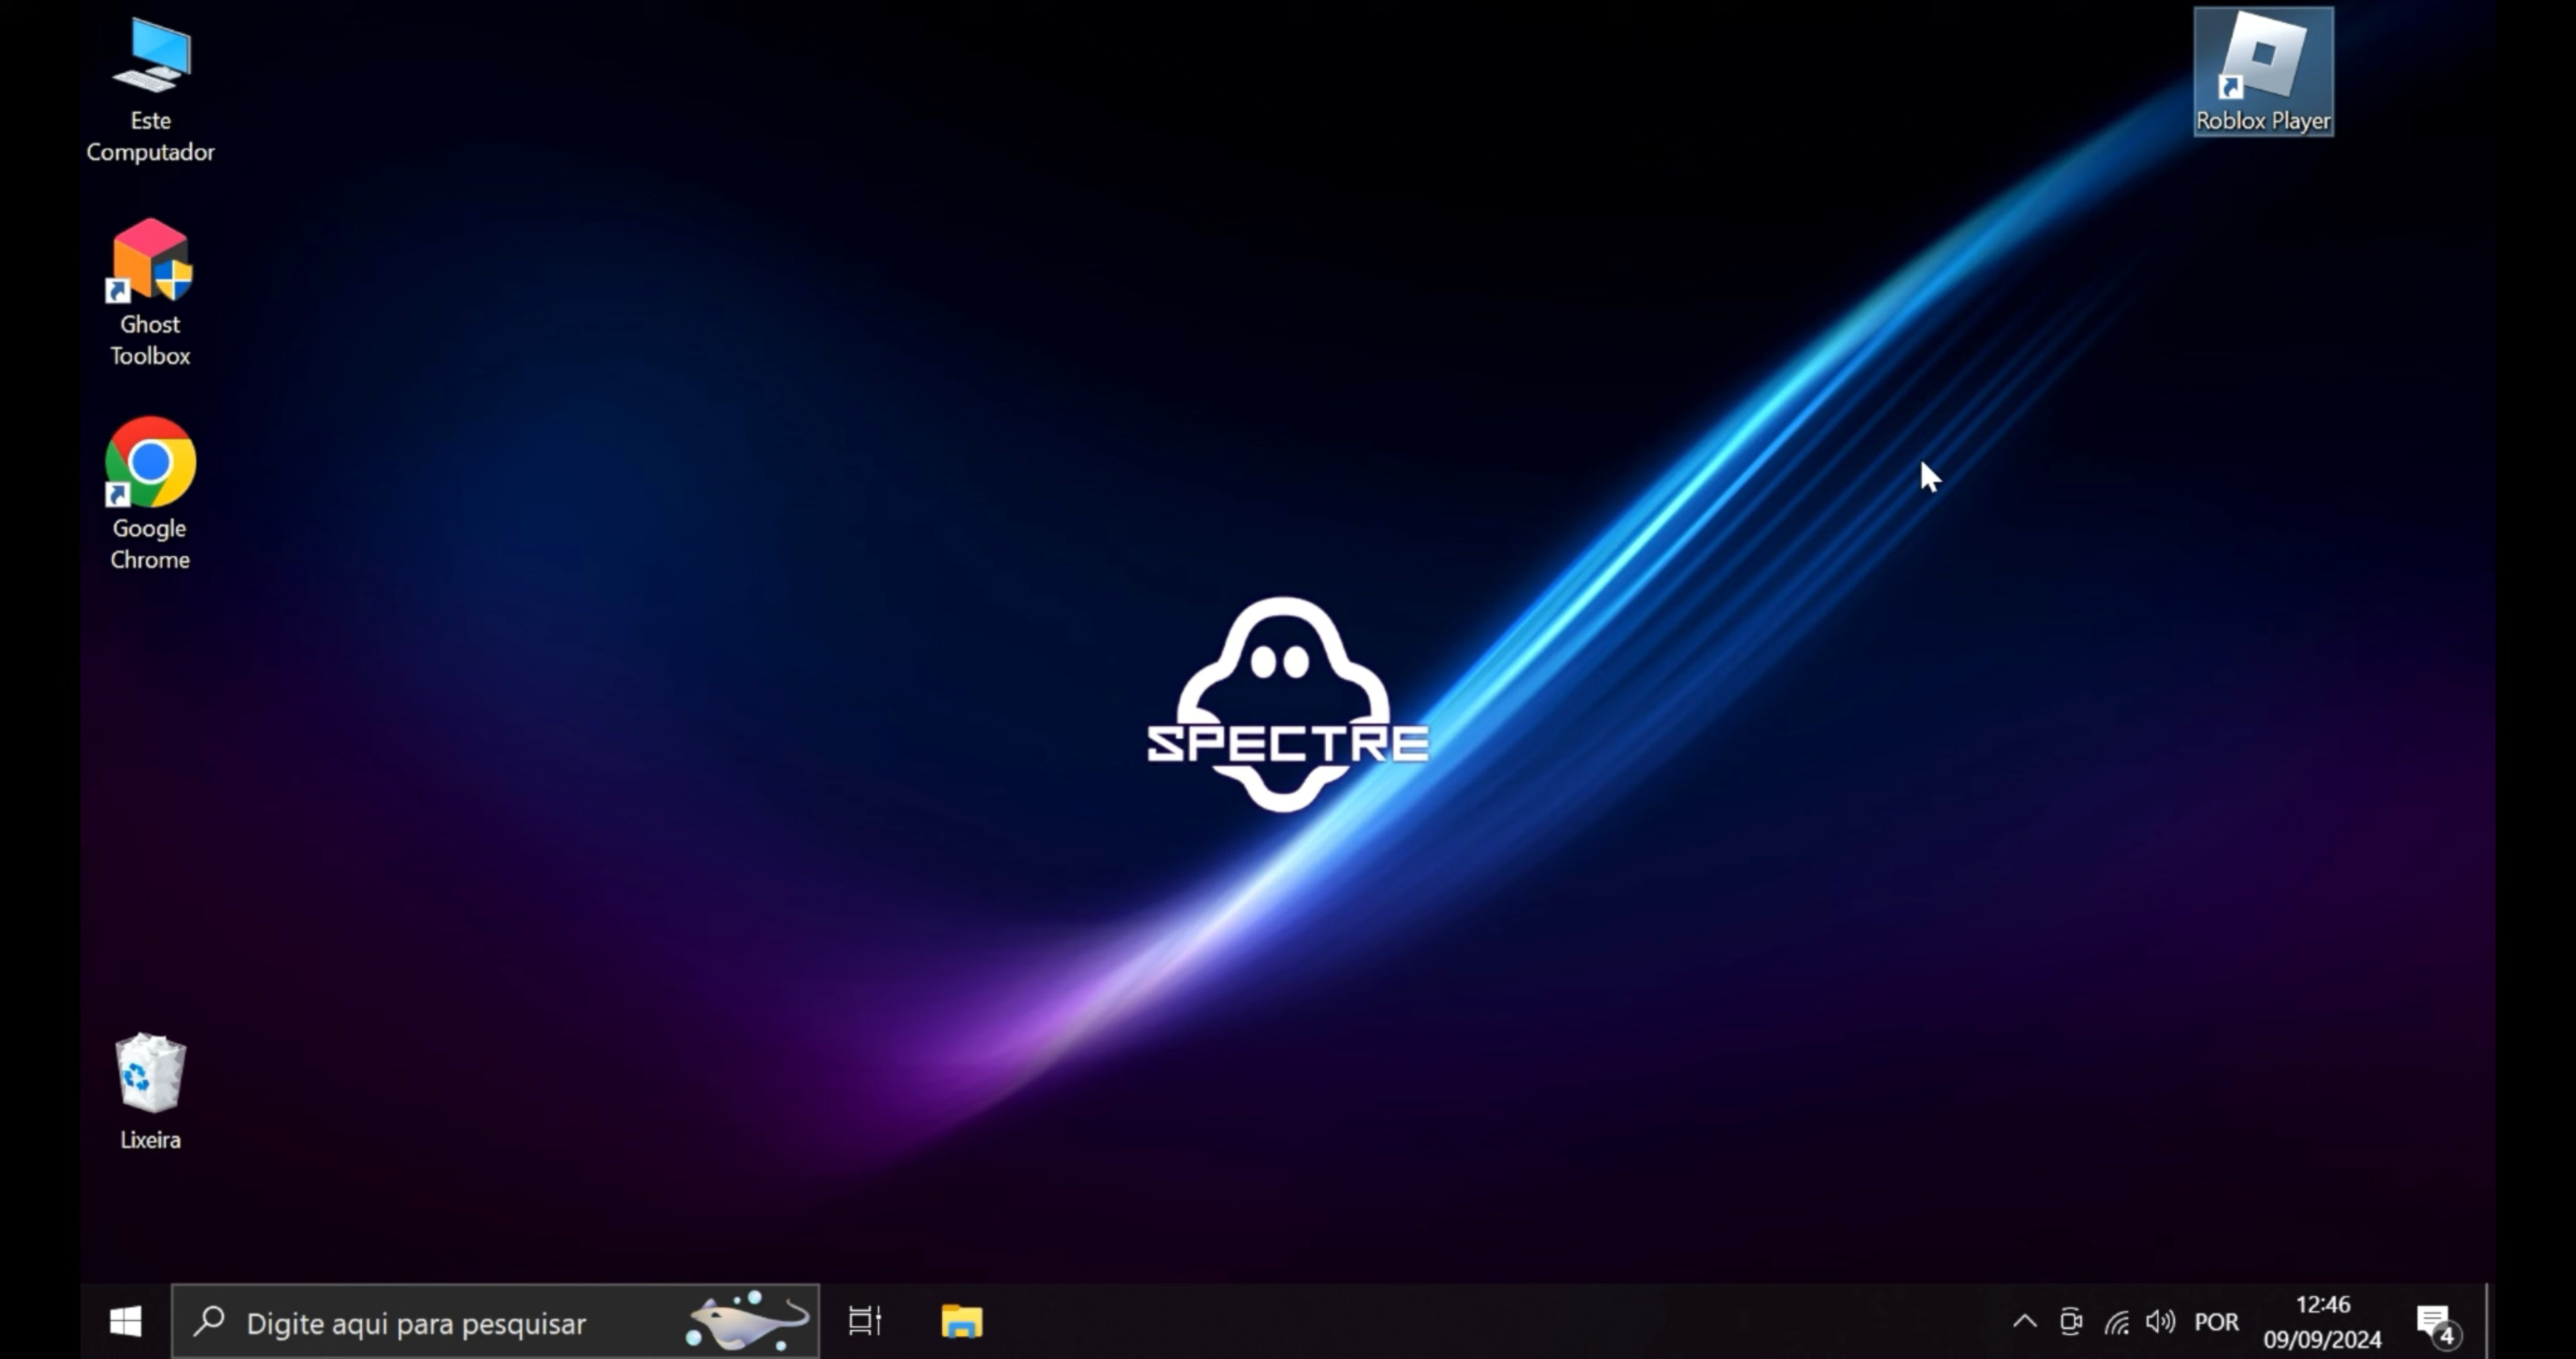 Este
Computador
Ghost
Toolbox
Google
Chrome
Lixeira
Roblox Player
SPECTRE
Digite aqui para pesquisar
POR
12:46
09/09/2024
4